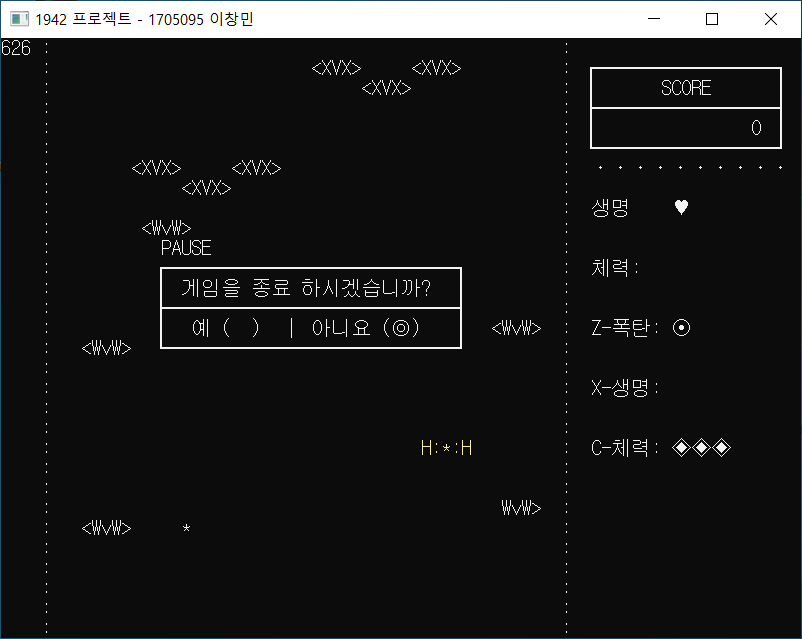 1942 프로젝트 - 1705095 이창민
626
<XVX> <XVX>
<XVX>
SCORE
0
<XVX> <XVX>
<XVX>
생명 ♥
<WvW>
PAUSE
체력:
게임을 종료 하시겠습니까?
예 ( ) | 아니요 (◎)
<WvW>
Z-폭탄: ⊙
<WvW>
X-생명:
H:*:H
C-체력: ◈◈◈
WvW>
<WvW> *